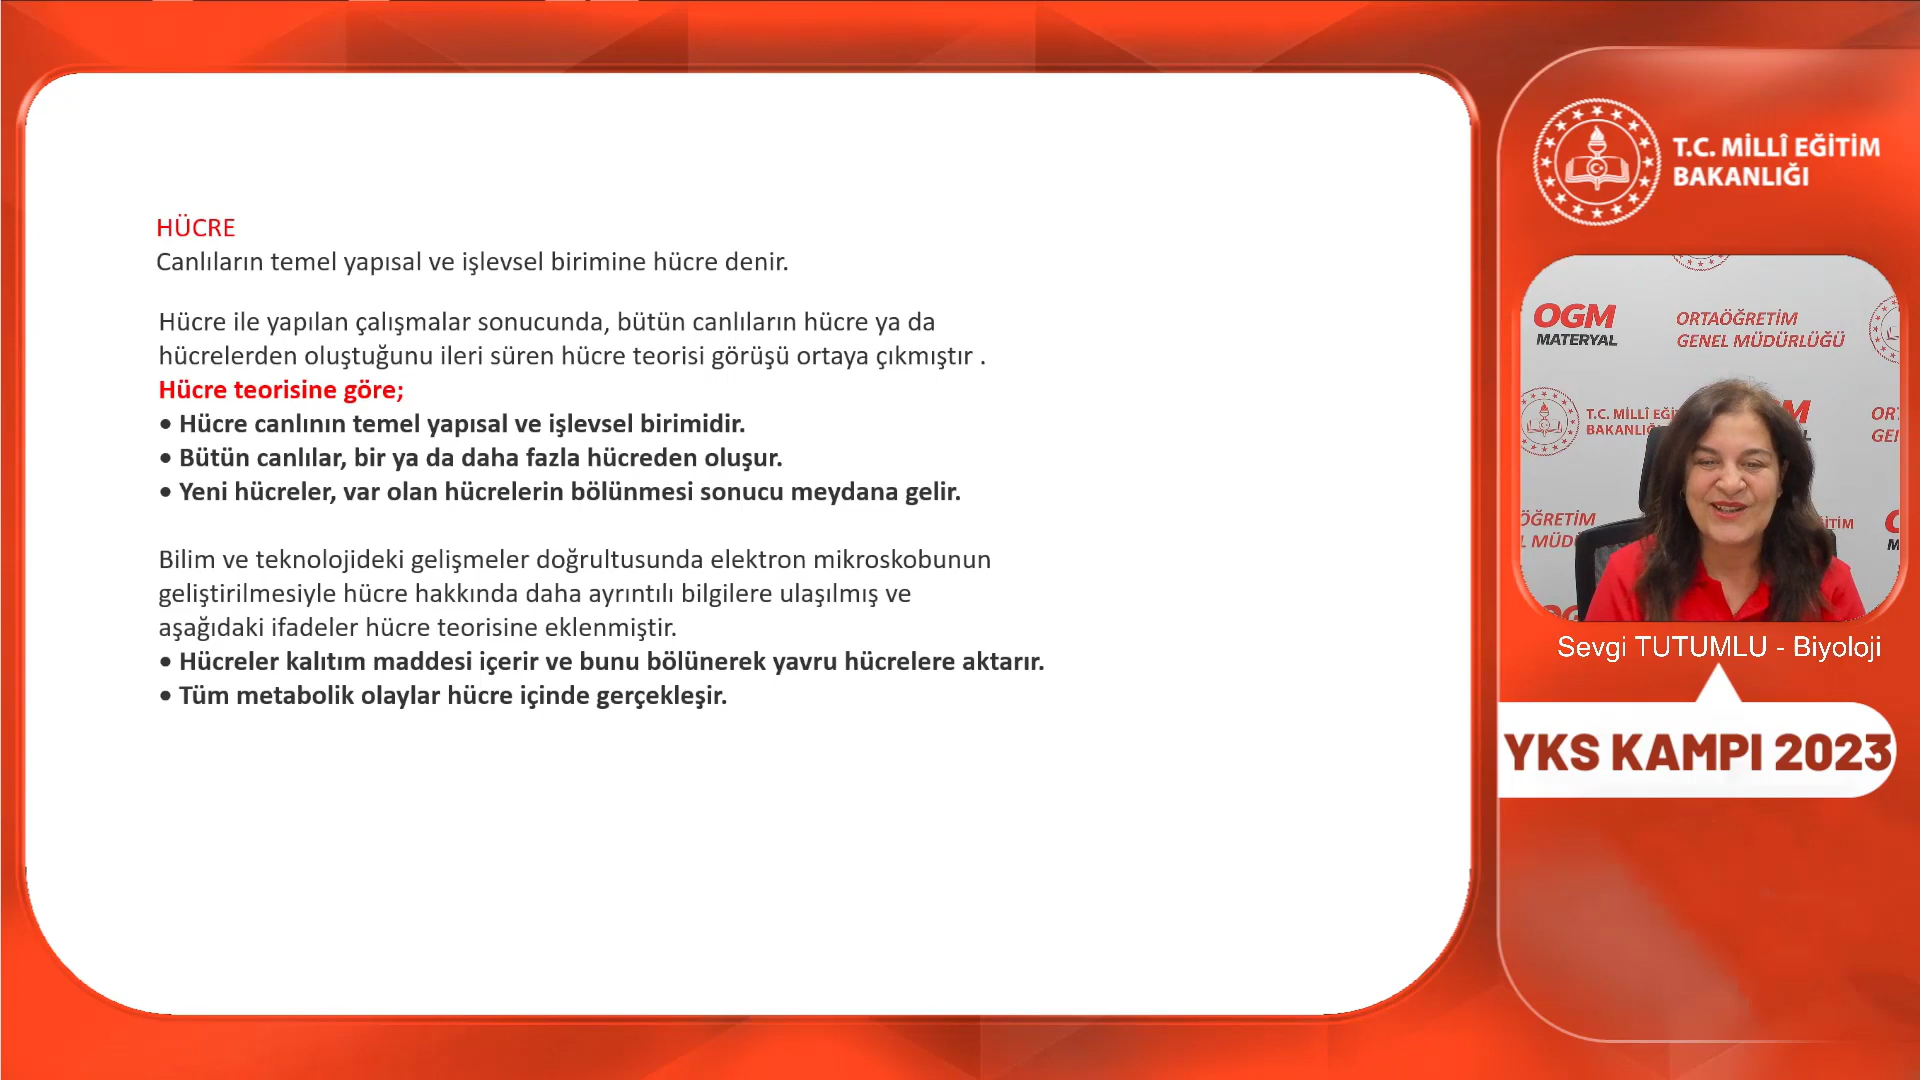 HÜCRE
Canlıların temel yapısal ve işlevsel birimine hücre denir.
Hücre ile yapılan çalışmalar sonucunda, bütün canlıların hücre ya da
hücrelerden oluştuğunu ileri süren hücre teorisi görüşü ortaya çıkmıştır .
Hücre teorisine göre;
• Hücre canlının temel yapısal ve işlevsel birimidir.
• Bütün canlılar, bir ya da daha fazla hücreden oluşur.
• Yeni hücreler, var olan hücrelerin bölünmesi sonucu meydana gelir.
Bilim ve teknolojideki gelişmeler doğrultusunda elektron mikroskobunun
geliştirilmesiyle hücre hakkında daha ayrıntılı bilgilere ulaşılmış ve
aşağıdaki ifadeler hücre teorisine eklenmiştir.
• Hücreler kalıtım maddesi içerir ve bunu bölünerek yavru hücrelere aktarır.
• Tüm metabolik olaylar hücre içinde gerçekleşir.
T.C. MİLLÎ EĞİTİM
BAKANLIĞI
OGM
MATERYAL
ORTAÖĞRETİM
GENEL MÜDÜRLÜĞÜ
T.C. MİLLÎ EĞİ
BAKANLIĞ
Sevgi TUTUMLU - Biyoloji
YKS KAMPI 2023